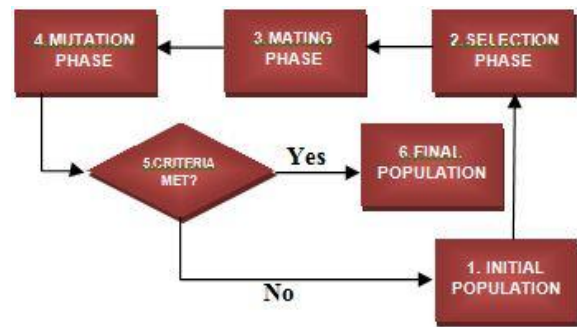 4.MUTATION
PHASE
3.MATING
PHASE
2.SELECTION
PHASE
5.CRITERIA
MET?
Yes
6.FINAL
POPULATION
No
1. INITIAL
POPULATION